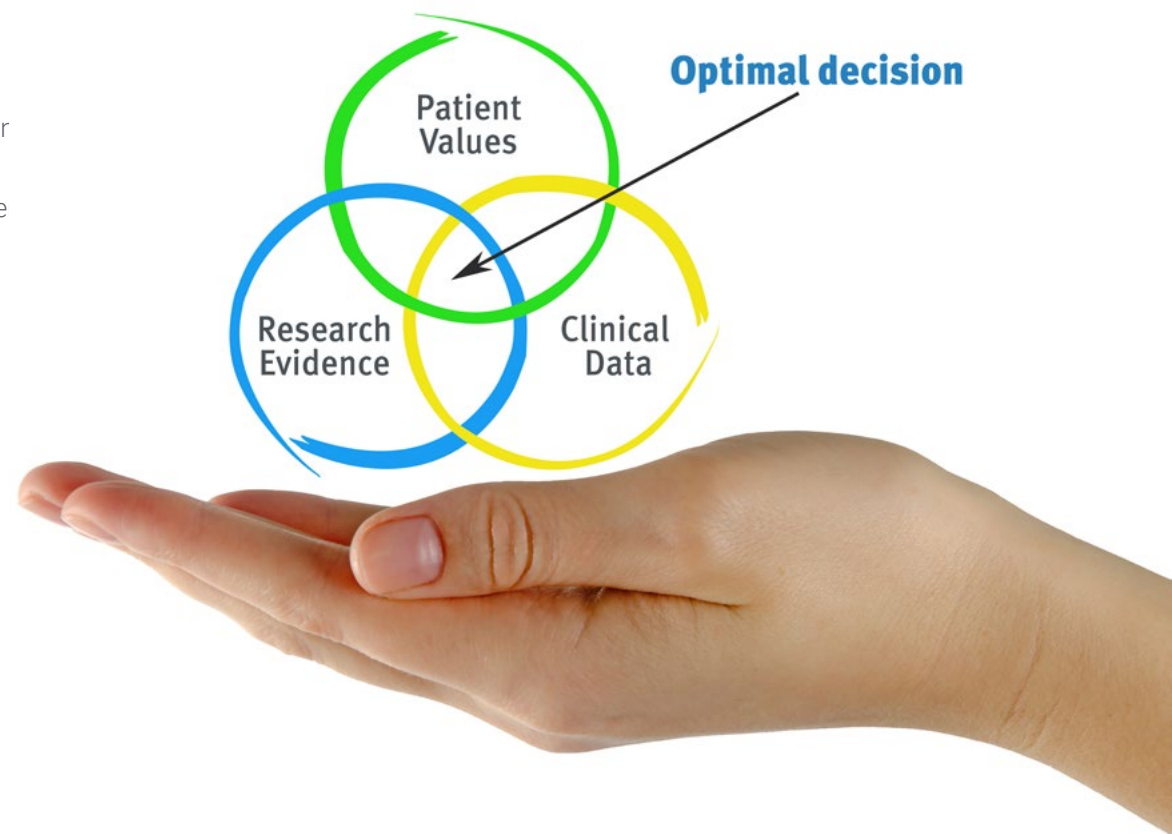 r
e
Optimal decision
Patient
Values
Research
Evidence
Clinical
Data